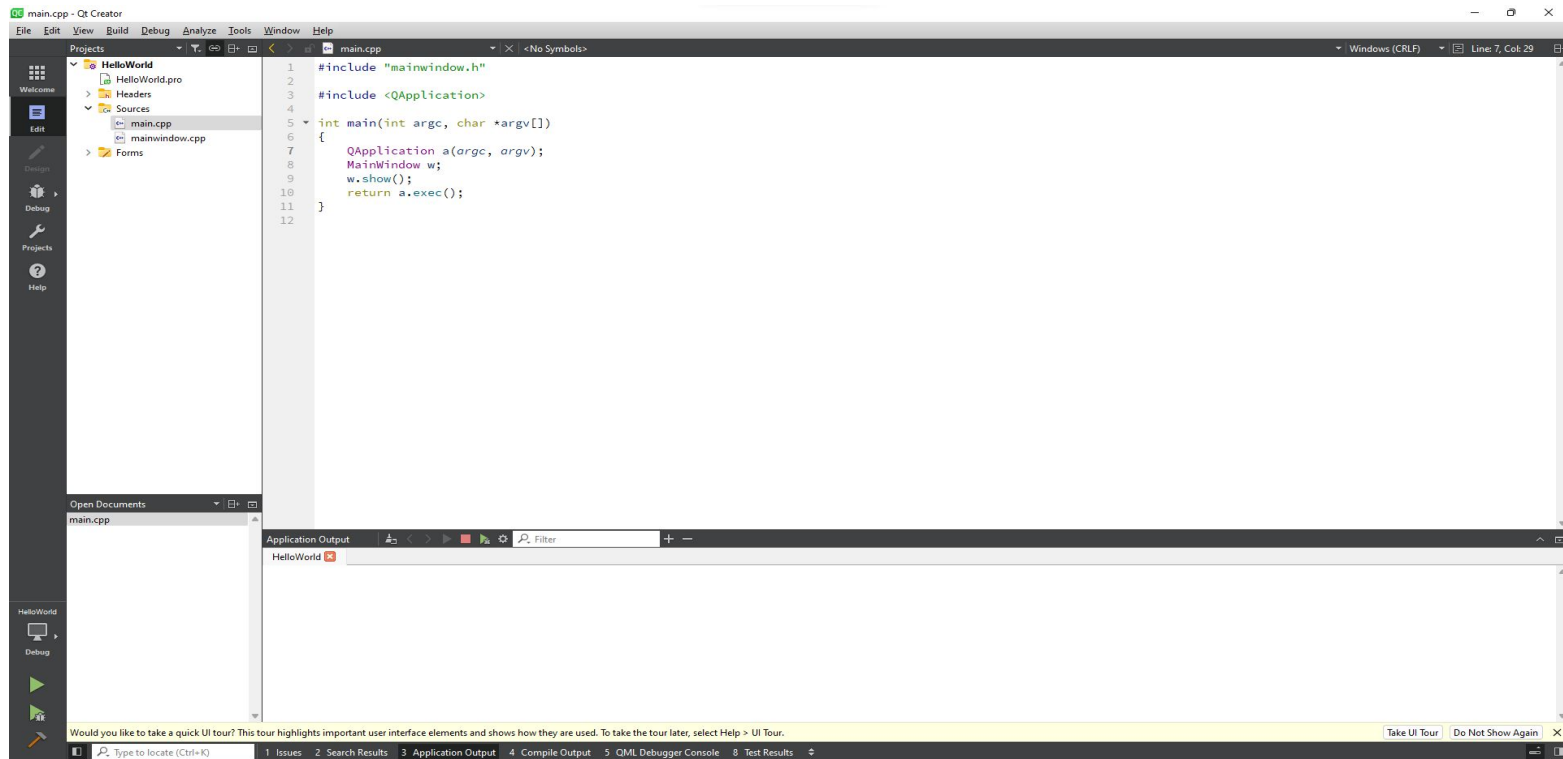 QC main.cpp - Qt Creator
File Edit View Build Debug Analyze Tools Window Help
Projects
main.cpp
<No Symbols>
Windows (CRLF)
Line: 7, Col: 29
Welcome
Edit
Design
Debug
Projects
Help
HelloWorld
HelloWorld.pro
Headers
Sources
main.cpp
mainwindow.cpp
Forms
1 #include "mainwindow.h"
2
3 #include <QApplication>
4
5 int main(int argc, char *argv[])
6 {
7 QApplication a(argc, argv);
8 MainWindow w;
9 w.show();
10 return a.exec();
11 }
12
Open Documents
main.cpp
Application Output
Filter
HelloWorld
HelloWorld
Debug
Would you like to take a quick UI tour? This tour highlights important user interface elements and shows how they are used. To take the tour later, select Help > UI Tour.
Take UI Tour
Do Not Show Again
Type to locate (Ctrl+K)
1 Issues 2 Search Results 3 Application Output 4 Compile Output 5 QML Debugger Console 8 Test Results